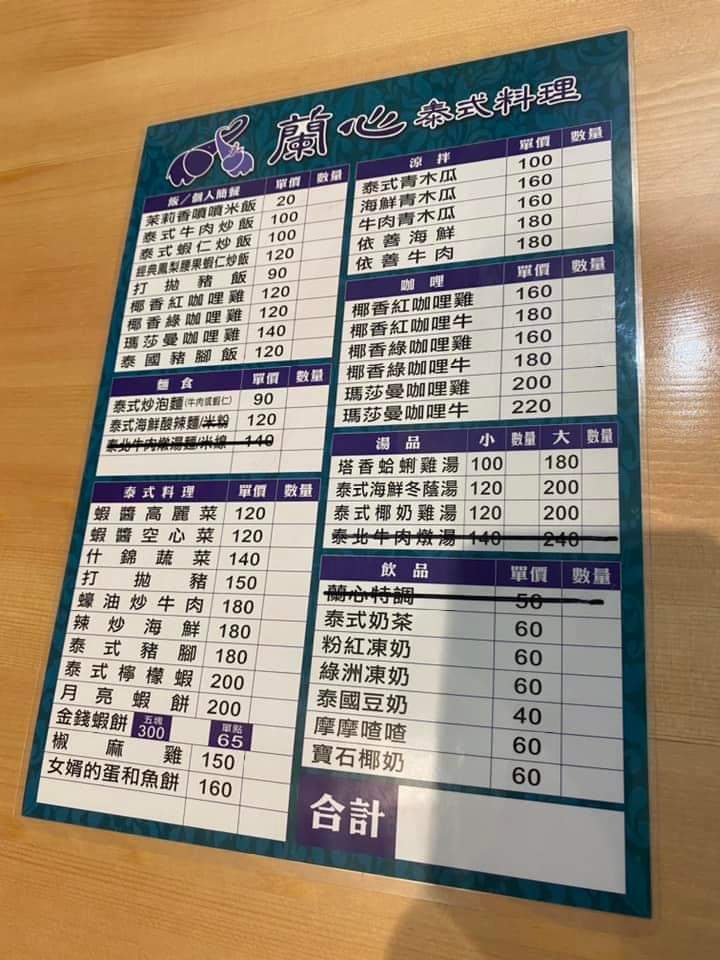 蘭心泰式料理
飯／個人簡餐 單價 數量
茉莉香噴噴米飯 20
泰式牛肉炒飯 100
泰式蝦仁炒飯 100
經典鳳梨腰果蝦仁炒飯 120
打拋豬飯 90
椰香紅咖哩雞 120
椰香綠咖哩雞 120
瑪莎曼咖哩雞 140
泰國豬腳飯 120
麵食 單價 數量
泰式炒泡麵(牛肉或蝦仁) 90
泰式海鮮酸辣麵/米粉 120
泰北牛肉燉湯麵/米線 140
泰式料理 單價 數量
蝦醬高麗菜 120
蝦醬空心菜 120
什錦蔬菜 140
打拋豬 150
蠔油炒牛肉 180
辣炒海鮮 180
泰式豬腳 180
泰式檸檬蝦 200
月亮蝦餅 200
金錢蝦餅 五塊 300 單點 65
椒麻雞 150
女婿的蛋和魚餅 160
涼拌 單價 數量
泰式青木瓜 100
海鮮青木瓜 160
牛肉青木瓜 160
依善海鮮 180
依善牛肉 180
咖哩 單價 數量
椰香紅咖哩雞 160
椰香紅咖哩牛 180
椰香綠咖哩雞 160
椰香綠咖哩牛 180
瑪莎曼咖哩雞 200
瑪莎曼咖哩牛 220
湯品 小 數量 大 數量
塔香蛤蜊雞湯 100 180
泰式海鮮冬蔭湯 120 200
泰式椰奶雞湯 120 200
泰北牛肉燉湯 140 240
飲品 單價 數量
蘭心特調 50
泰式奶茶 60
粉紅凍奶 60
綠洲凍奶 60
泰國豆奶 40
摩摩喳喳 60
寶石椰奶 60
合計